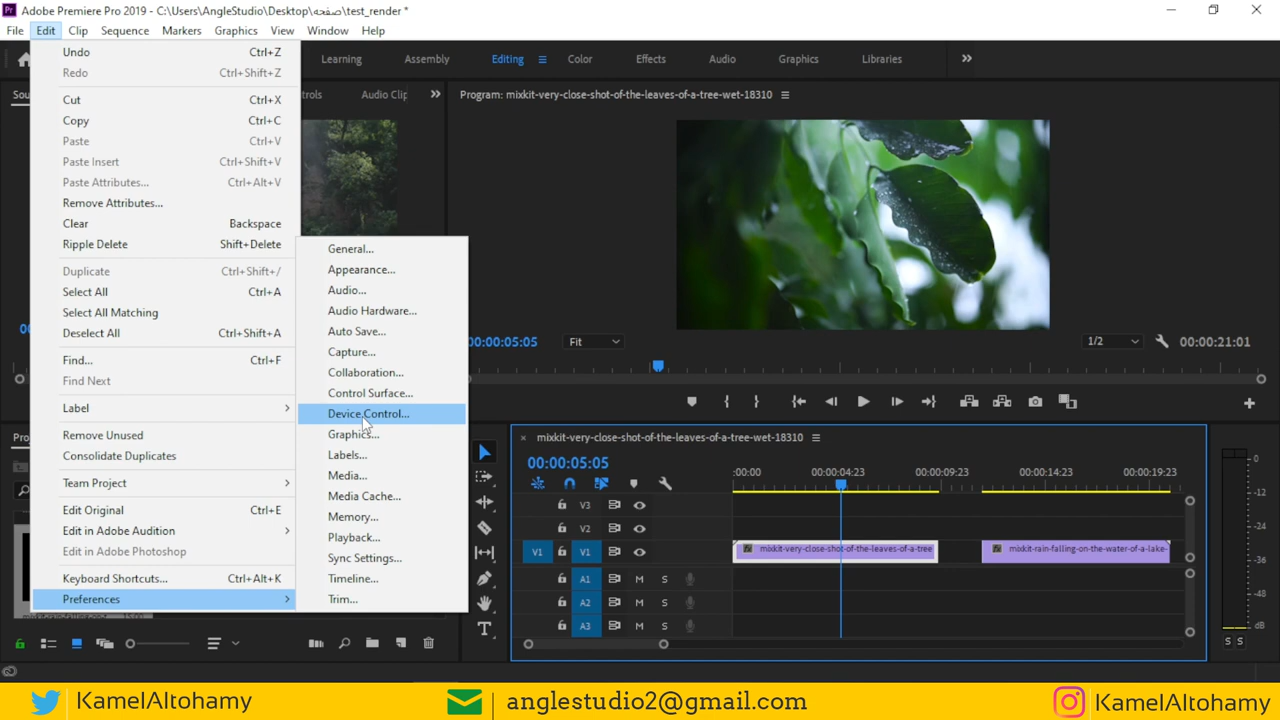 Adobe Premiere Pro 2019 - C:\Users\AngleStudio\Desktop\صفحه\test_render *
File Edit Clip Sequence Markers Graphics View Window Help
Learning Assembly Editing Color Effects Audio Graphics Libraries
Undo Ctrl+Z
Redo Ctrl+Shift+Z
Cut Ctrl+X
Copy Ctrl+C
Paste Ctrl+V
Paste Insert Ctrl+Shift+V
Paste Attributes... Ctrl+Alt+V
Remove Attributes...
Clear Backspace
Ripple Delete Shift+Delete
Duplicate Ctrl+Shift+/
Select All Ctrl+A
Select All Matching
Deselect All Ctrl+Shift+A
Find... Ctrl+F
Find Next
Label
Remove Unused
Consolidate Duplicates
Team Project
Edit Original Ctrl+E
Edit in Adobe Audition
Edit in Adobe Photoshop
Keyboard Shortcuts... Ctrl+Alt+K
Preferences
General...
Appearance...
Audio...
Audio Hardware...
Auto Save...
Capture...
Collaboration...
Control Surface...
Device Control...
Graphics...
Labels...
Media...
Media Cache...
Memory...
Playback...
Sync Settings...
Timeline...
Trim...
Audio Clip
Program: mixkit-very-close-shot-of-the-leaves-of-a-tree-wet-18310
00:00:05:05 Fit 1/2 00:00:21:01
mixkit-very-close-shot-of-the-leaves-of-a-tree-wet-18310
00:00:05:05
:00:00 00:00:04:23 00:00:09:23 00:00:14:23 00:00:19:23
V3
V2
V1 V1 mixkit-very-close-shot-of-the-leaves-of-a-tree mixkit-rain-falling-on-the-water-of-a-lake-
A1 M S
A2 M S
A3 M S
0
-12
-24
-36
-48
dB
S S
KamelAltohamy anglestudio2@gmail.com KamelAltohamy